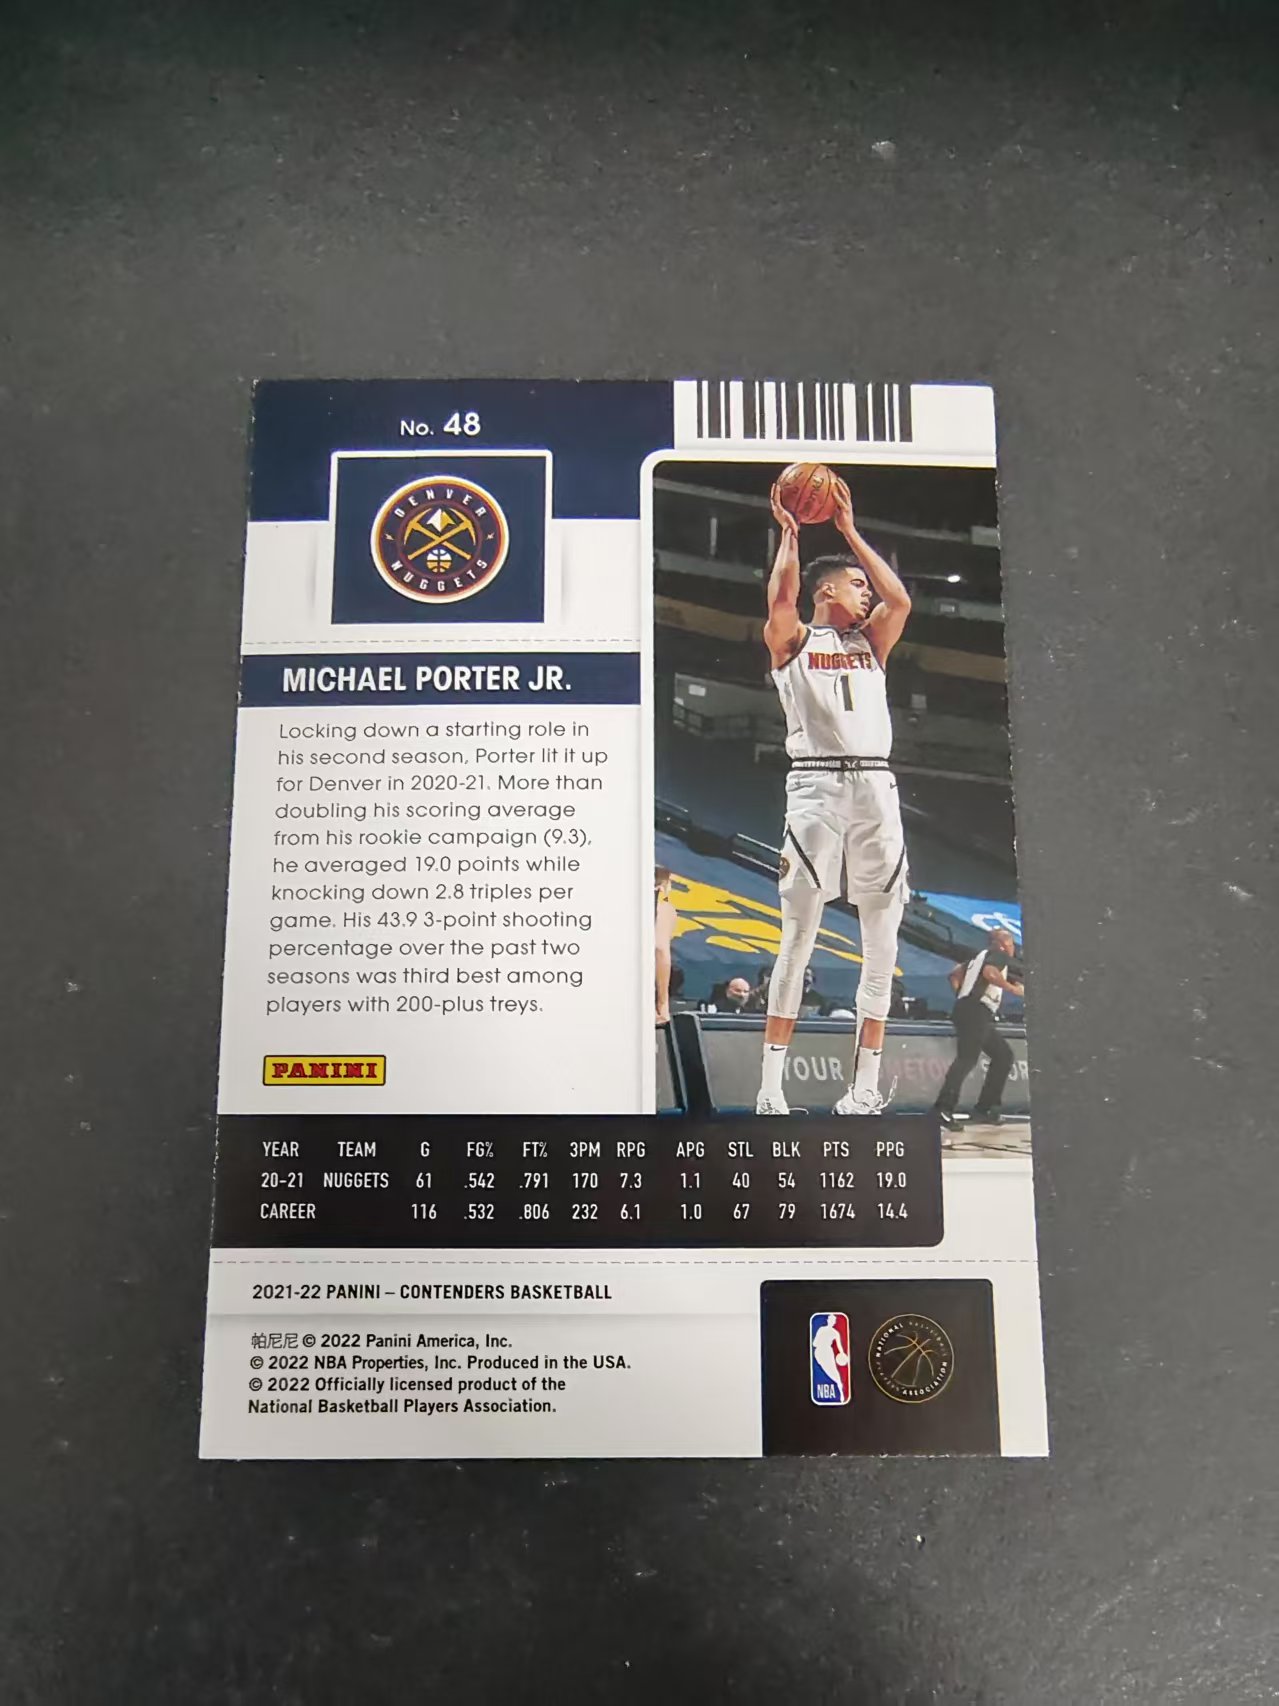 No. 48
DENVER
NUGGETS
MICHAEL PORTER JR.
Locking down a starting role in
his second season, Porter lit it up
for Denver in 2020-21. More than
doubling his scoring average
from his rookie campaign (9.3),
he averaged 19.0 points while
knocking down 2.8 triples per
game. His 43.9 3-point shooting
percentage over the past two
seasons was third best among
players with 200-plus treys.
PANINI
NUGGETS
1
YOUR
YEAR TEAM G FG% FT% 3PM RPG APG STL BLK PTS PPG
20-21 NUGGETS 61 .542 .791 170 7.3 1.1 40 54 1162 19.0
CAREER 116 .532 .806 232 6.1 1.0 67 79 1674 14.4
2021-22 PANINI – CONTENDERS BASKETBALL
帕尼尼 © 2022 Panini America, Inc.
© 2022 NBA Properties, Inc. Produced in the USA.
© 2022 Officially licensed product of the
National Basketball Players Association.
NBA
NATIONAL BASKETBALL
PLAYERS ASSOCIATION